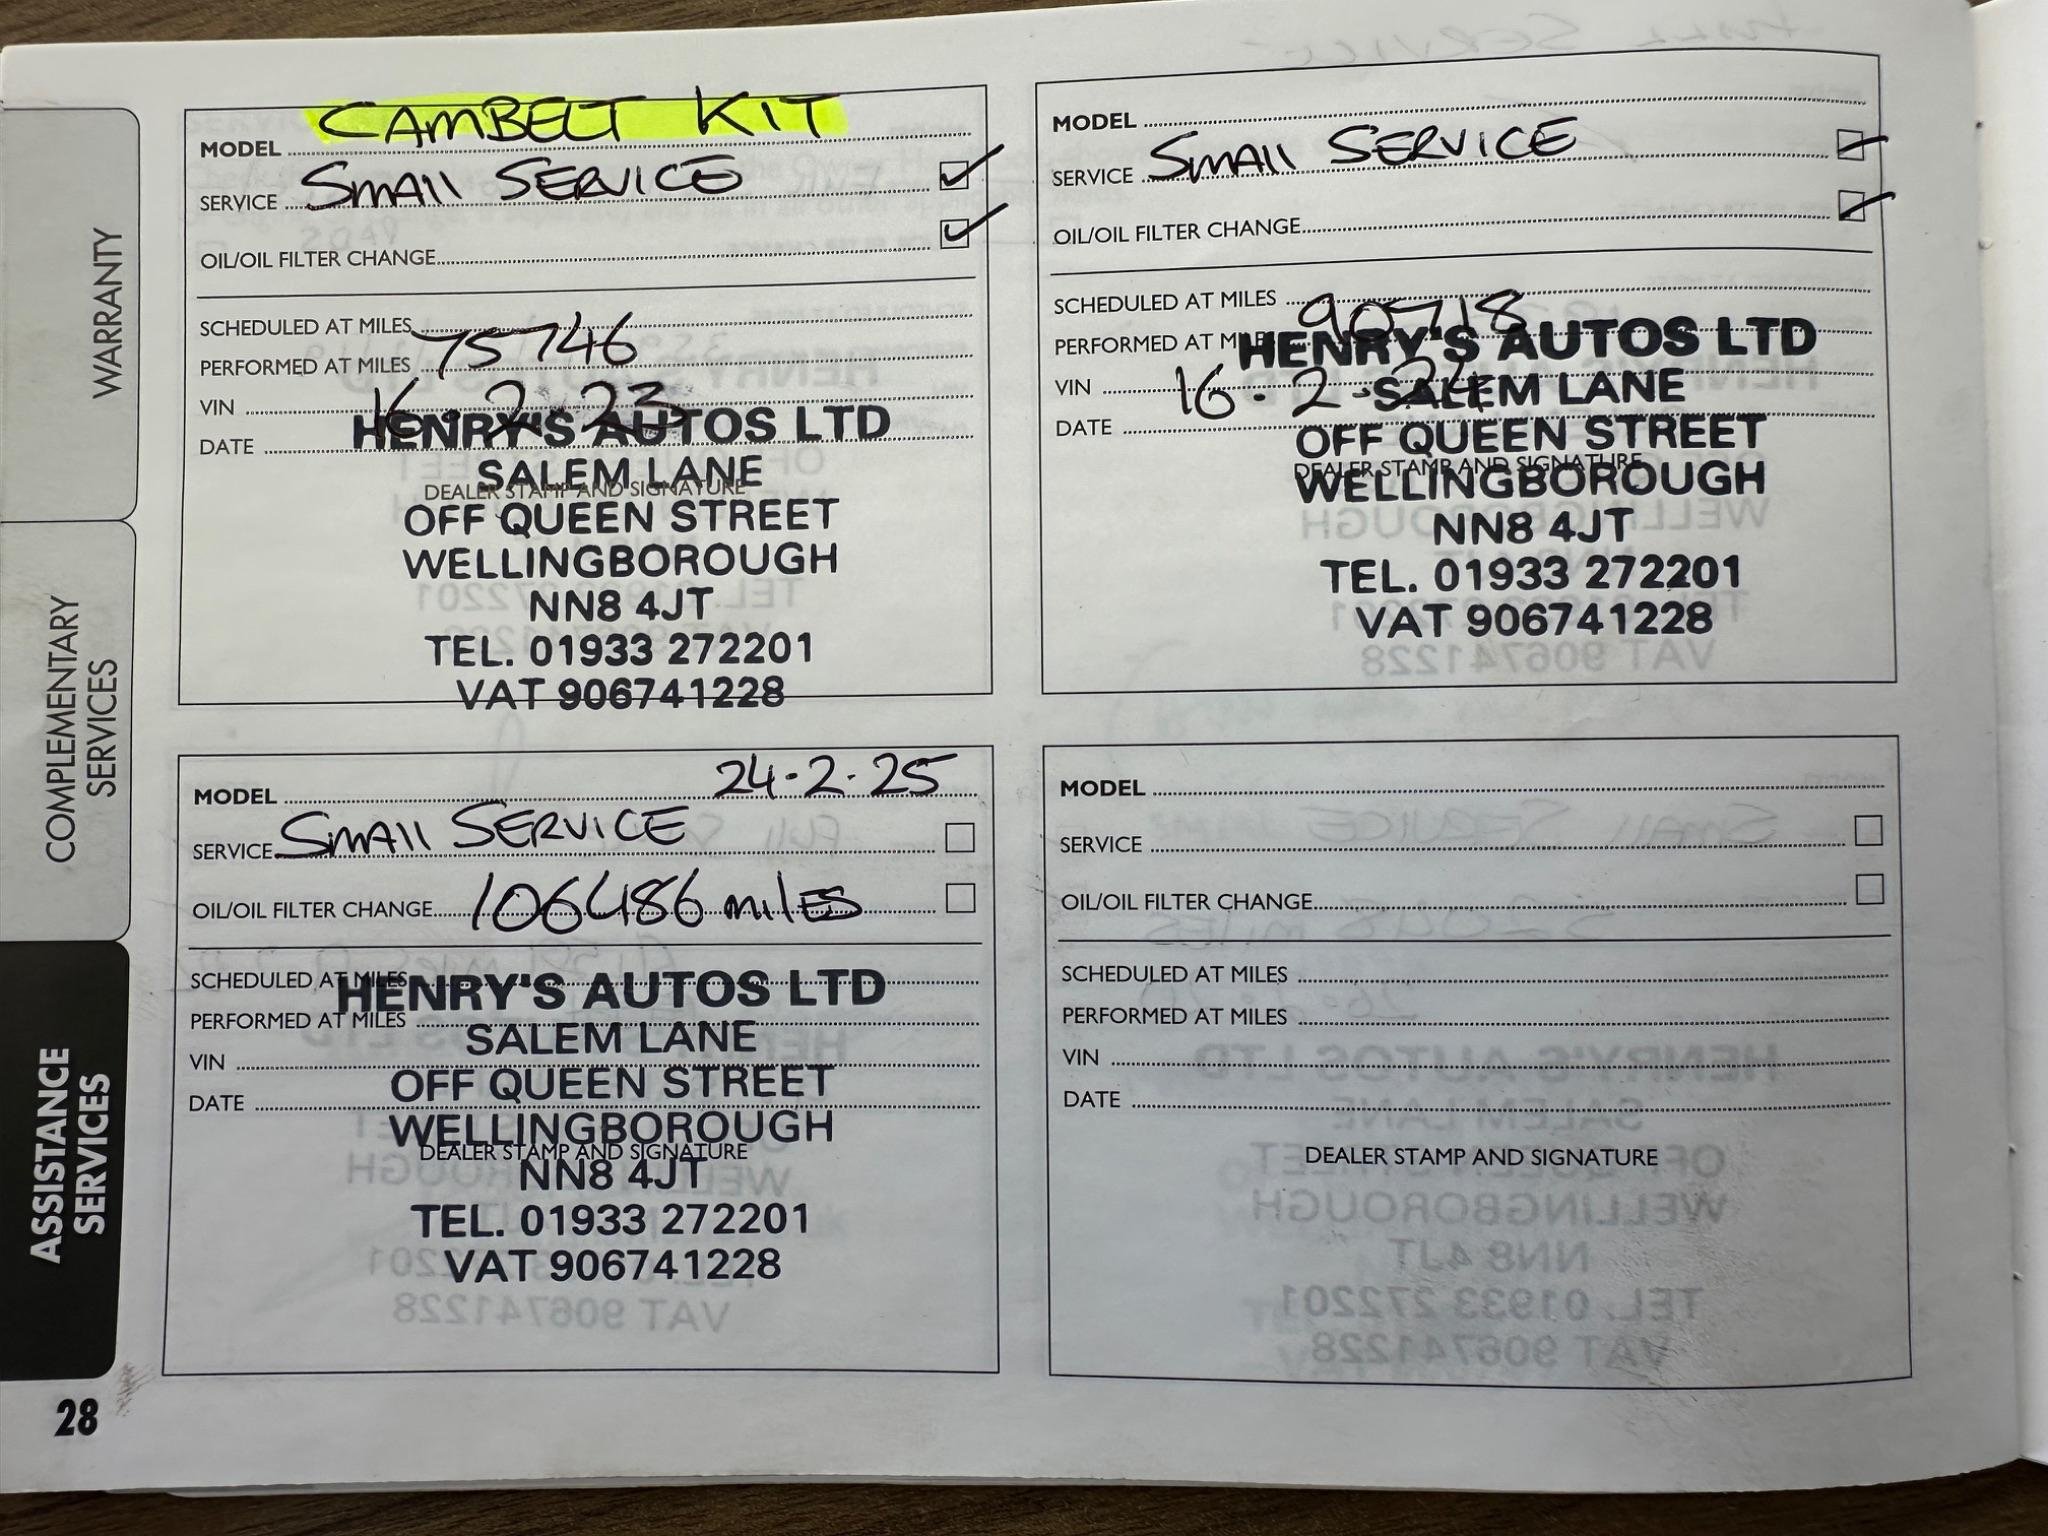 WARRANTY
COMPLEMENTARY
SERVICES
ASSISTANCE
SERVICES
28
CAMBELT KIT
MODEL
SERVICE Small SERVICE
OIL/OIL FILTER CHANGE
SCHEDULED AT MILES
PERFORMED AT MILES 75746
VIN
16.2.23
DATE
HENRY'S AUTOS LTD
SALEM LANE
DEALER STAMP AND SIGNATURE
OFF QUEEN STREET
WELLINGBOROUGH
NN8 4JT
TEL. 01933 272201
VAT 906741228
MODEL
SERVICE Small SERVICE
OIL/OIL FILTER CHANGE
SCHEDULED AT MILES 90718
PERFORMED AT MILES
HENRY'S AUTOS LTD
VIN 16.2.24
SALEM LANE
DATE
OFF QUEEN STREET
DEALER STAMP AND SIGNATURE
WELLINGBOROUGH
NN8 4JT
TEL. 01933 272201
VAT 906741228
MODEL 24.2.25
SERVICE Small SERVICE
OIL/OIL FILTER CHANGE 106486 milES
SCHEDULED AT MILES
HENRY'S AUTOS LTD
PERFORMED AT MILES
SALEM LANE
VIN
OFF QUEEN STREET
DATE
WELLINGBOROUGH
DEALER STAMP AND SIGNATURE
NN8 4JT
TEL. 01933 272201
VAT 906741228
MODEL
SERVICE
OIL/OIL FILTER CHANGE
SCHEDULED AT MILES
PERFORMED AT MILES
VIN
DATE
DEALER STAMP AND SIGNATURE